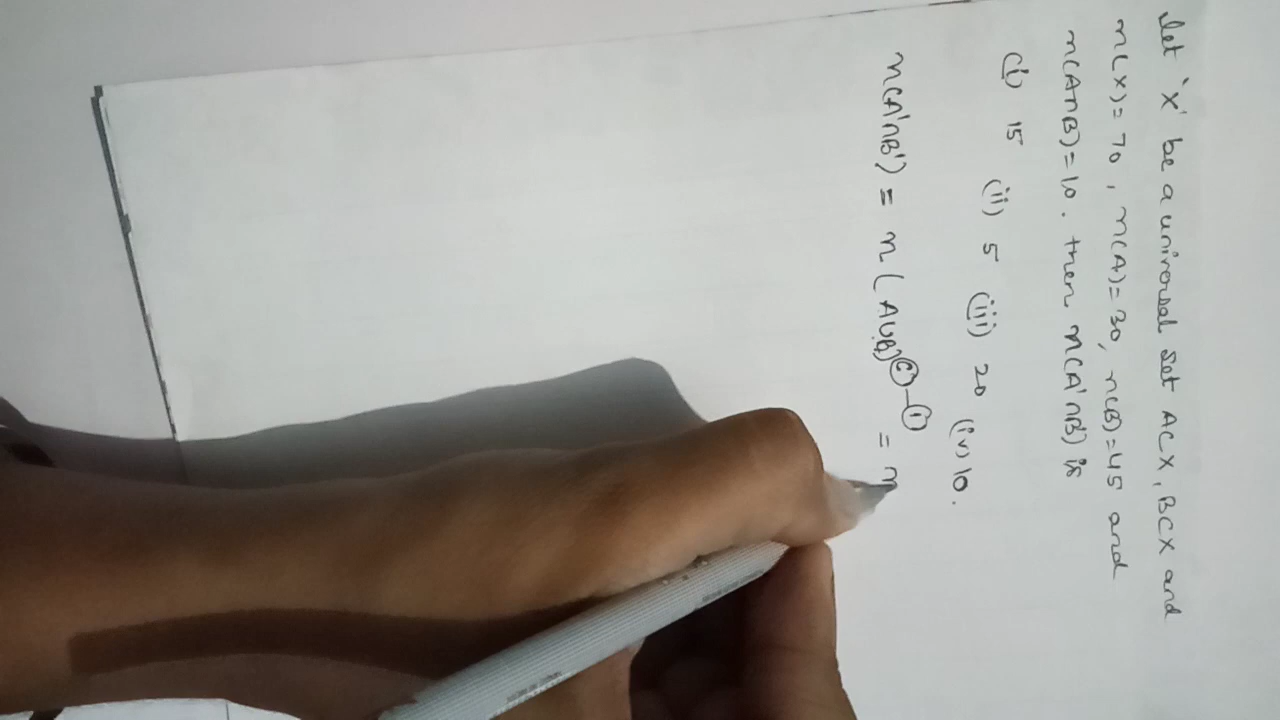 Let 'X' be a universal set A⊂X, B⊂X and
n(X)=70, n(A)=30, n(B)=45 and
n(A∩B)=10. then n(A'∩B') is
(i) 15 (ii) 5 (iii) 20 (iv) 10.
n(A'∩B') = n(A∪B)ᶜ - ①
= n